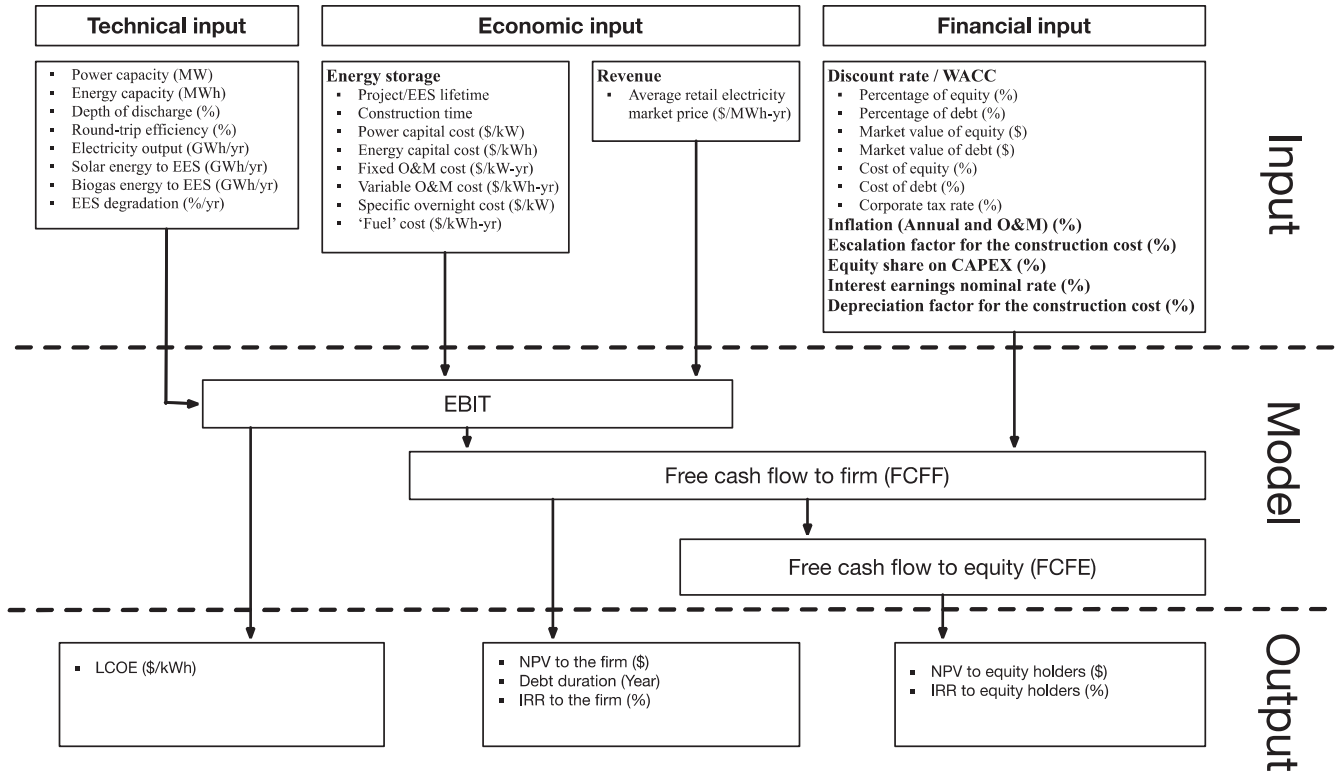 Technical input
Economic input
Financial input
▪ Power capacity (MW)
▪ Energy capacity (MWh)
▪ Depth of discharge (%)
▪ Round-trip efficiency (%)
▪ Electricity output (GWh/yr)
▪ Solar energy to EES (GWh/yr)
▪ Biogas energy to EES (GWh/yr)
▪ EES degradation (%/yr)
Energy storage
▪ Project/EES lifetime
▪ Construction time
▪ Power capital cost ($/kW)
▪ Energy capital cost ($/kWh)
▪ Fixed O&M cost ($/kW-yr)
▪ Variable O&M cost ($/kWh-yr)
▪ Specific overnight cost ($/kW)
▪ ‘Fuel’ cost ($/kWh-yr)
Revenue
▪ Average retail electricity
market price ($/MWh-yr)
Discount rate / WACC
▪ Percentage of equity (%)
▪ Percentage of debt (%)
▪ Market value of equity ($)
▪ Market value of debt ($)
▪ Cost of equity (%)
▪ Cost of debt (%)
▪ Corporate tax rate (%)
Inflation (Annual and O&M) (%)
Escalation factor for the construction cost (%)
Equity share on CAPEX (%)
Interest earnings nominal rate (%)
Depreciation factor for the construction cost (%)
Input
EBIT
Free cash flow to firm (FCFF)
Free cash flow to equity (FCFE)
Model
▪ LCOE ($/kWh)
▪ NPV to the firm ($)
▪ Debt duration (Year)
▪ IRR to the firm (%)
▪ NPV to equity holders ($)
▪ IRR to equity holders (%)
Output